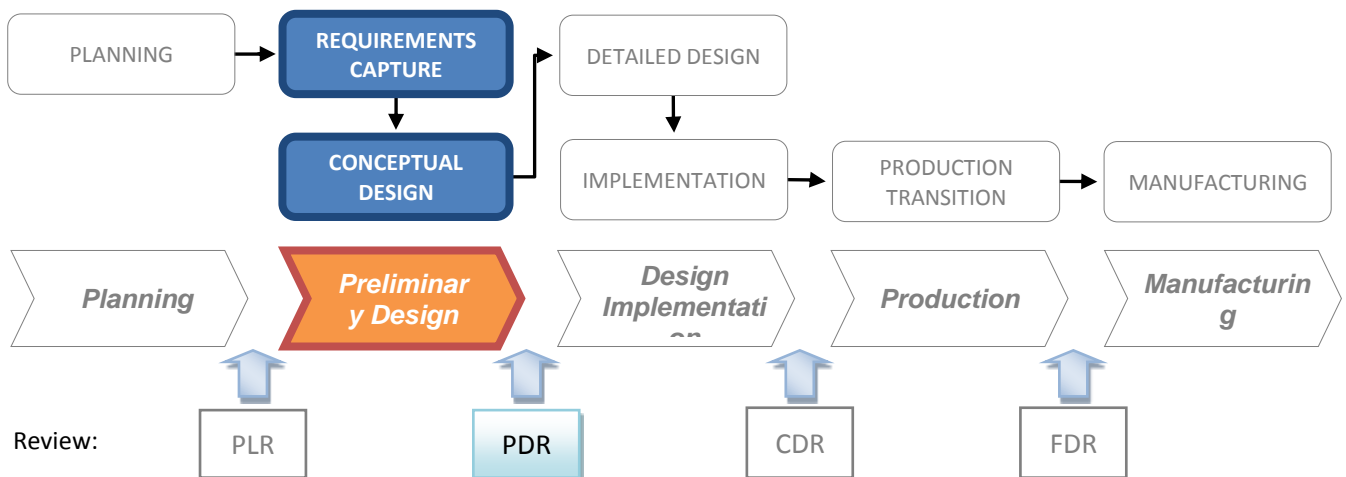 PLANNING
REQUIREMENTS
CAPTURE
DETAILED DESIGN
CONCEPTUAL
DESIGN
IMPLEMENTATION
PRODUCTION
TRANSITION
MANUFACTURING
Planning
Preliminar
y Design
Design
Implementati
on
Production
Manufacturin
g
Review:
PLR
PDR
CDR
FDR